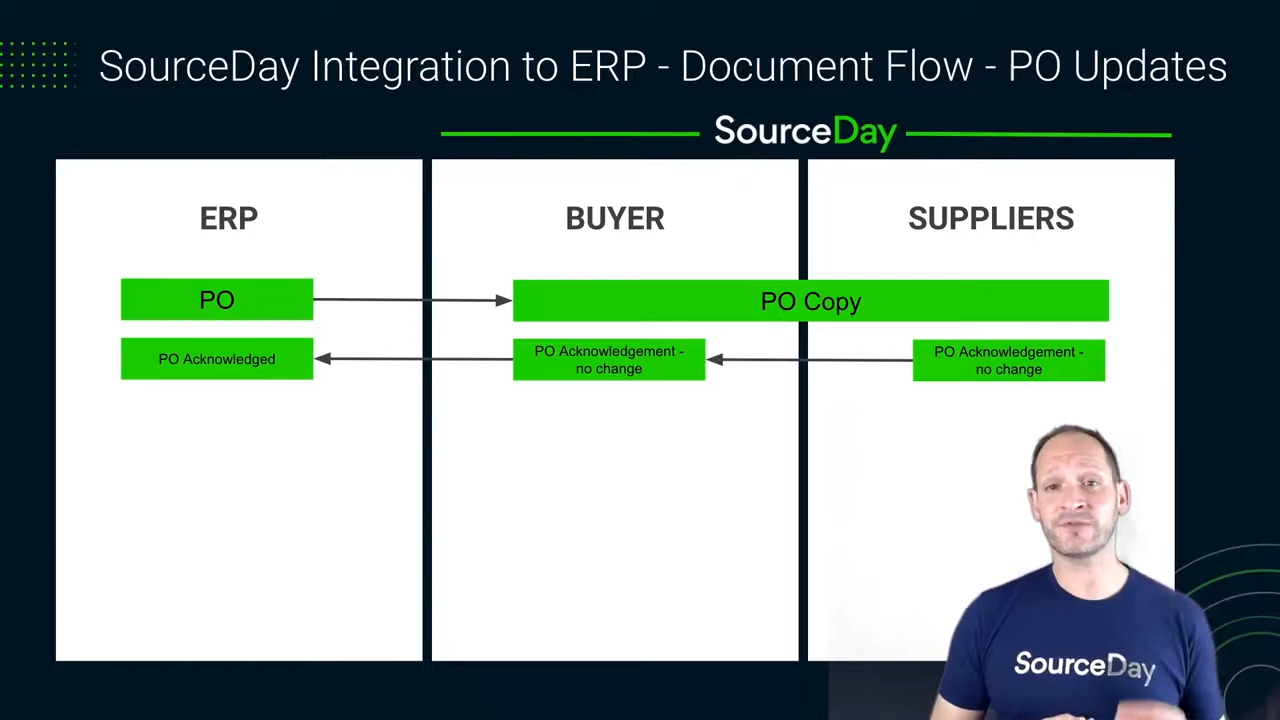 SourceDay Integration to ERP - Document Flow - PO Updates
SourceDay
ERP
BUYER
SUPPLIERS
PO
PO Copy
PO Acknowledged
PO Acknowledgement -
no change
PO Acknowledgement -
no change
SourceDay